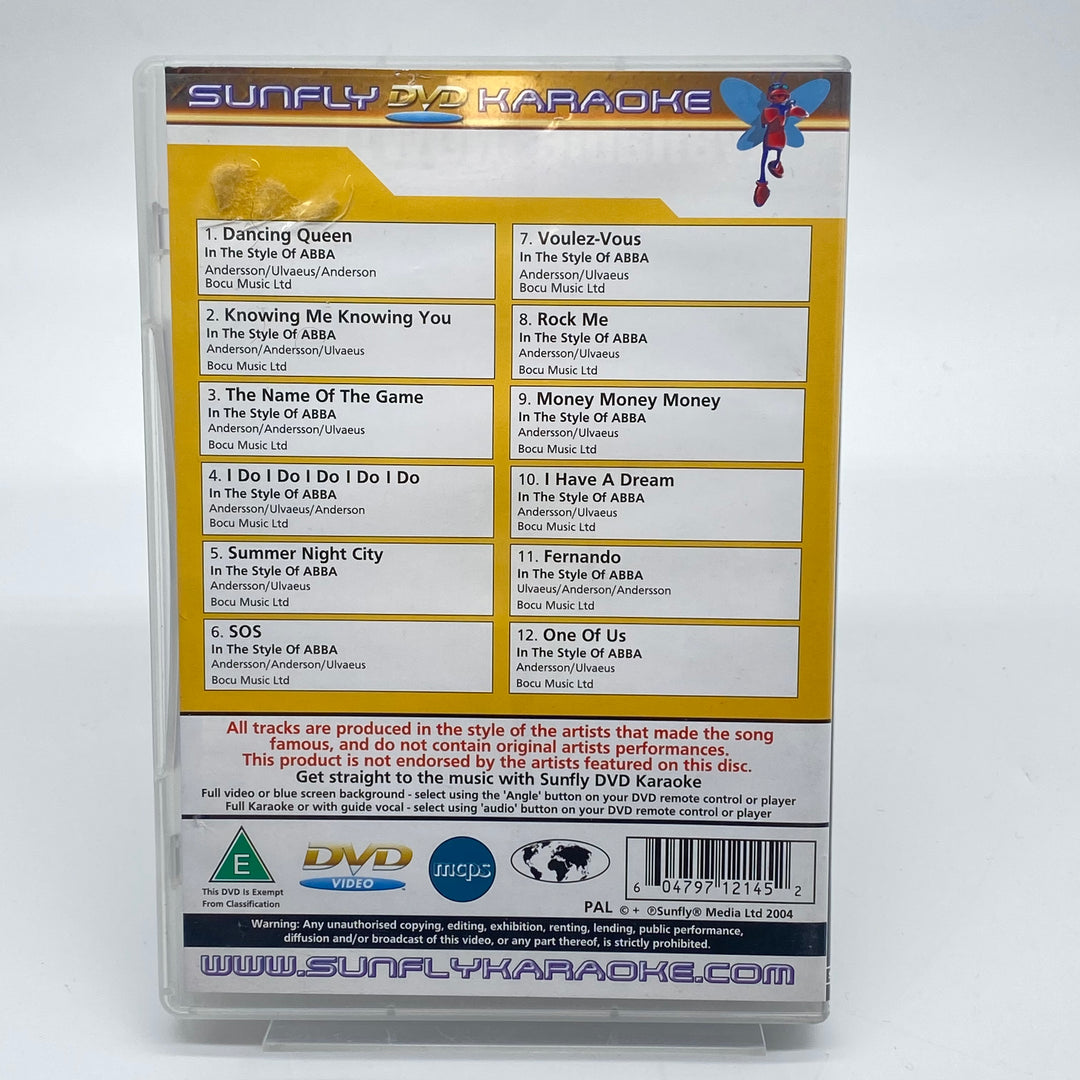 SUNFLY DVD KARAOKE
1. Dancing Queen
In The Style Of ABBA
Andersson/Ulvaeus/Anderson
Bocu Music Ltd
2. Knowing Me Knowing You
In The Style Of ABBA
Anderson/Andersson/Ulvaeus
Bocu Music Ltd
3. The Name Of The Game
In The Style Of ABBA
Anderson/Andersson/Ulvaeus
Bocu Music Ltd
4. I Do I Do I Do I Do I Do
In The Style Of ABBA
Andersson/Ulvaeus/Anderson
Bocu Music Ltd
5. Summer Night City
In The Style Of ABBA
Andersson/Ulvaeus
Bocu Music Ltd
6. SOS
In The Style Of ABBA
Andersson/Anderson/Ulvaeus
Bocu Music Ltd
7. Voulez-Vous
In The Style Of ABBA
Andersson/Ulvaeus
Bocu Music Ltd
8. Rock Me
In The Style Of ABBA
Andersson/Ulvaeus
Bocu Music Ltd
9. Money Money Money
In The Style Of ABBA
Andersson/Ulvaeus
Bocu Music Ltd
10. I Have A Dream
In The Style Of ABBA
Andersson/Ulvaeus
Bocu Music Ltd
11. Fernando
In The Style Of ABBA
Ulvaeus/Anderson/Andersson
Bocu Music Ltd
12. One Of Us
In The Style Of ABBA
Andersson/Ulvaeus
Bocu Music Ltd
All tracks are produced in the style of the artists that made the song
famous, and do not contain original artists performances.
This product is not endorsed by the artists featured on this disc.
Get straight to the music with Sunfly DVD Karaoke
Full video or blue screen background - select using the 'Angle' button on your DVD remote control or player
Full Karaoke or with guide vocal - select using 'audio' button on your DVD remote control or player
E
This DVD Is Exempt
From Classification
DVD
VIDEO
mcps
6 04797 12145 2
PAL © + ℗Sunfly® Media Ltd 2004
Warning: Any unauthorised copying, editing, exhibition, renting, lending, public performance,
diffusion and/or broadcast of this video, or any part thereof, is strictly prohibited.
WWW.SUNFLYKARAOKE.COM